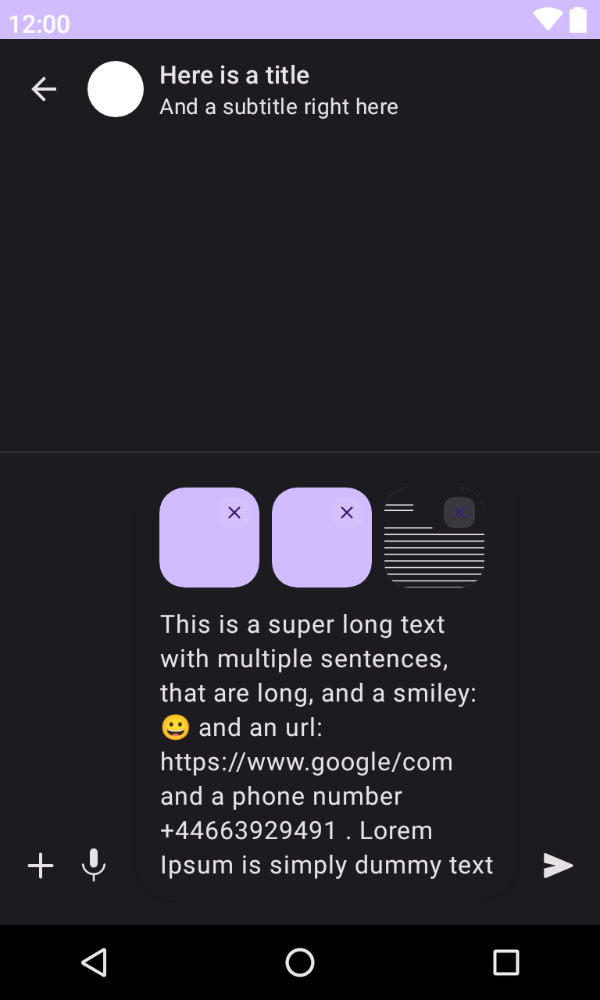 12:00
Here is a title
And a subtitle right here
This is a super long text
with multiple sentences,
that are long, and a smiley:
😀 and an url:
https://www.google/com
and a phone number
+44663929491 . Lorem
Ipsum is simply dummy text